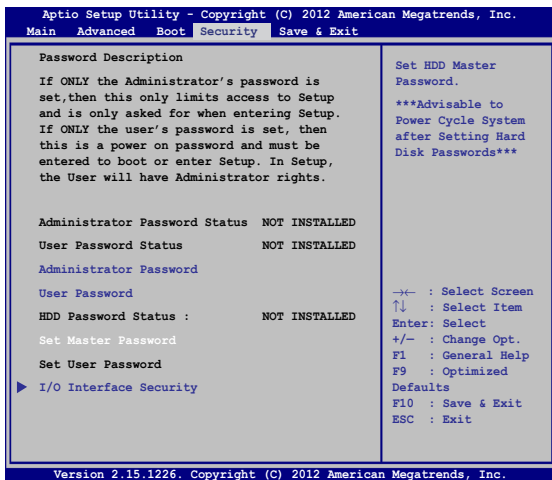 Aptio Setup Utility - Copyright (C) 2012 American Megatrends, Inc.
Main Advanced Boot Security Save & Exit
Password Description
If ONLY the Administrator's password is
set,then this only limits access to Setup
and is only asked for when entering Setup.
If ONLY the user's password is set, then
this is a power on password and must be
entered to boot or enter Setup. In Setup,
the User will have Administrator rights.
Administrator Password Status NOT INSTALLED
User Password Status NOT INSTALLED
Administrator Password
User Password
HDD Password Status : NOT INSTALLED
Set Master Password
Set User Password
I/O Interface Security
Set HDD Master
Password.
***Advisable to
Power Cycle System
after Setting Hard
Disk Passwords***
→← : Select Screen
↑↓ : Select Item
Enter: Select
+/— : Change Opt.
F1 : General Help
F9 : Optimized
Defaults
F10 : Save & Exit
ESC : Exit
Version 2.15.1226. Copyright (C) 2012 American Megatrends, Inc.